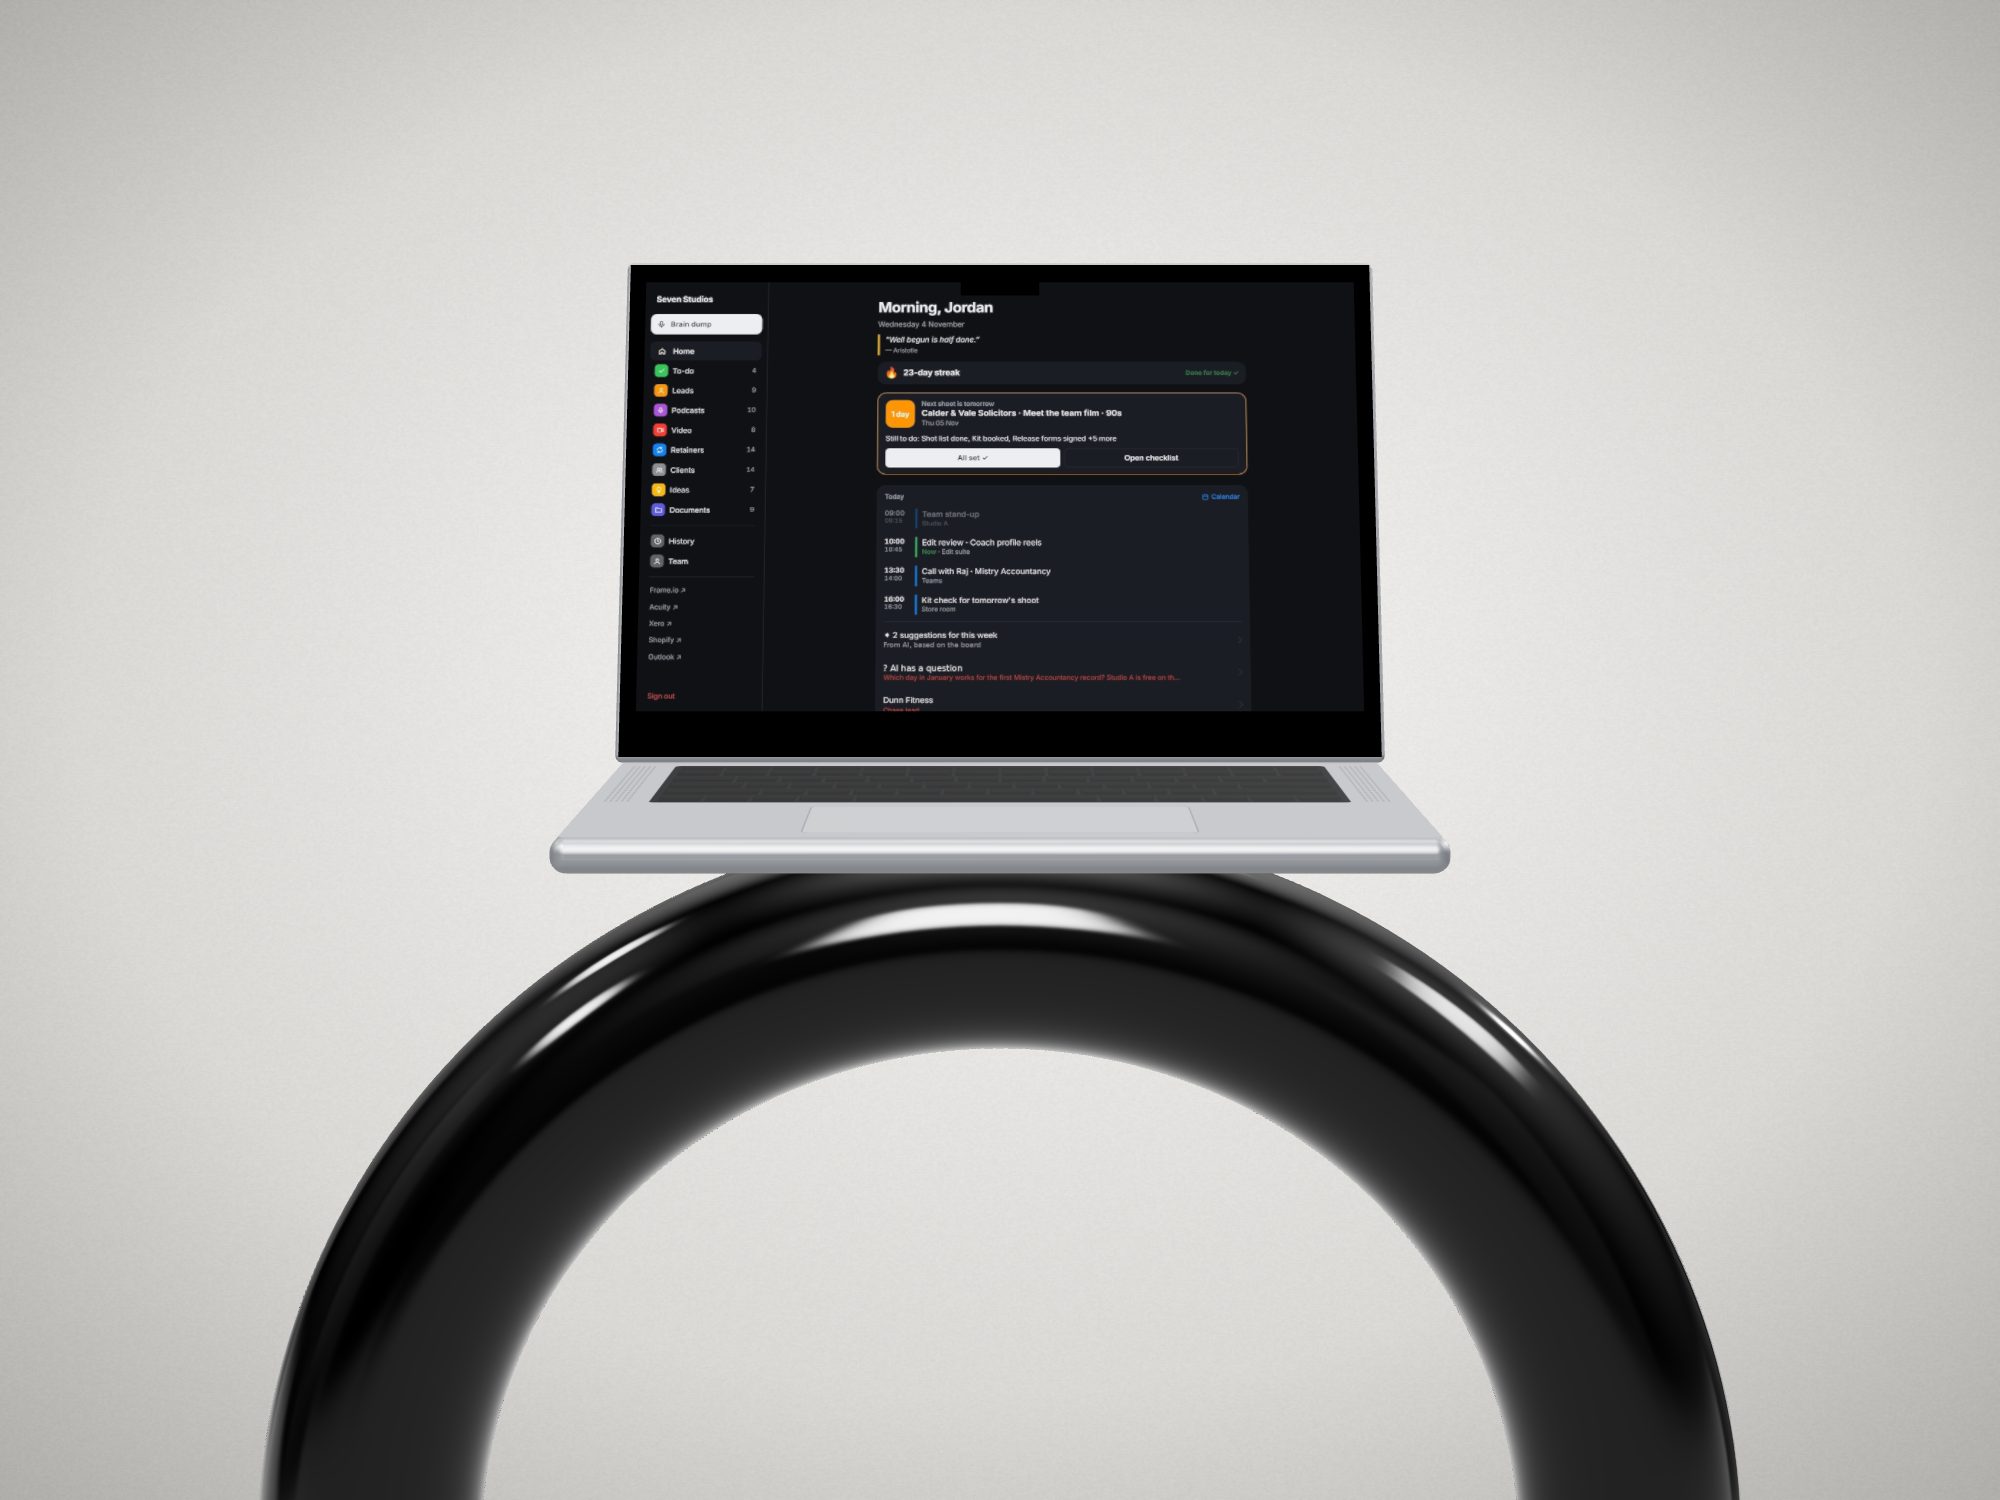 Seven Studios
Brain dump
Home
To-do 4
Leads 9
Podcasts 10
Video 8
Retainers 14
Clients 14
Ideas 7
Documents 9
History
Team
Frame.io ↗
Acuity ↗
Xero ↗
Shopify ↗
Outlook ↗
Sign out
Morning, Jordan
Wednesday 4 November
"Well begun is half done."
— Aristotle
23-day streak Done for today ✓
1 day
Next shoot is tomorrow
Calder & Vale Solicitors · Meet the team film · 90s
Thu 05 Nov
Still to do: Shot list done, Kit booked, Release forms signed +5 more
All set ✓ Open checklist
Today Calendar
09:00 Team stand-up
09:15 Studio A
10:00 Edit review · Coach profile reels
10:45 Now · Edit suite
13:30 Call with Raj · Mistry Accountancy
14:00 Teams
16:00 Kit check for tomorrow's shoot
16:30 Store room
2 suggestions for this week
From AI, based on the board
? AI has a question
Which day in January works for the first Mistry Accountancy record? Studio A is free on th...
Dunn Fitness
Chase lead